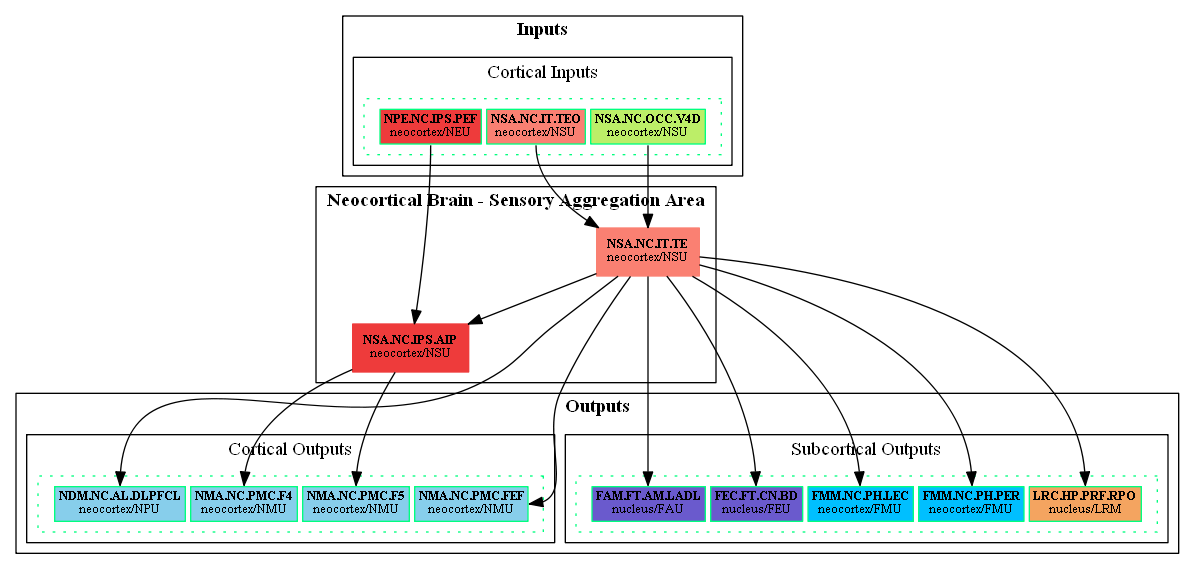 Inputs
Cortical Inputs
NPE.NC.IPS.PEF
neocortex/NEU
NSA.NC.IT.TEO
neocortex/NSU
NSA.NC.OCC.V4D
neocortex/NSU
Neocortical Brain - Sensory Aggregation Area
NSA.NC.IT.TE
neocortex/NSU
NSA.NC.IPS.AIP
neocortex/NSU
Outputs
Cortical Outputs
NDM.NC.AL.DLPFCL
neocortex/NPU
NMA.NC.PMC.F4
neocortex/NMU
NMA.NC.PMC.F5
neocortex/NMU
NMA.NC.PMC.FEF
neocortex/NMU
Subcortical Outputs
FAM.FT.AM.LADL
nucleus/FAU
FEC.FT.CN.BD
nucleus/FEU
FMM.NC.PH.LEC
neocortex/FMU
FMM.NC.PH.PER
neocortex/FMU
LRC.HP.PRF.RPO
nucleus/LRM